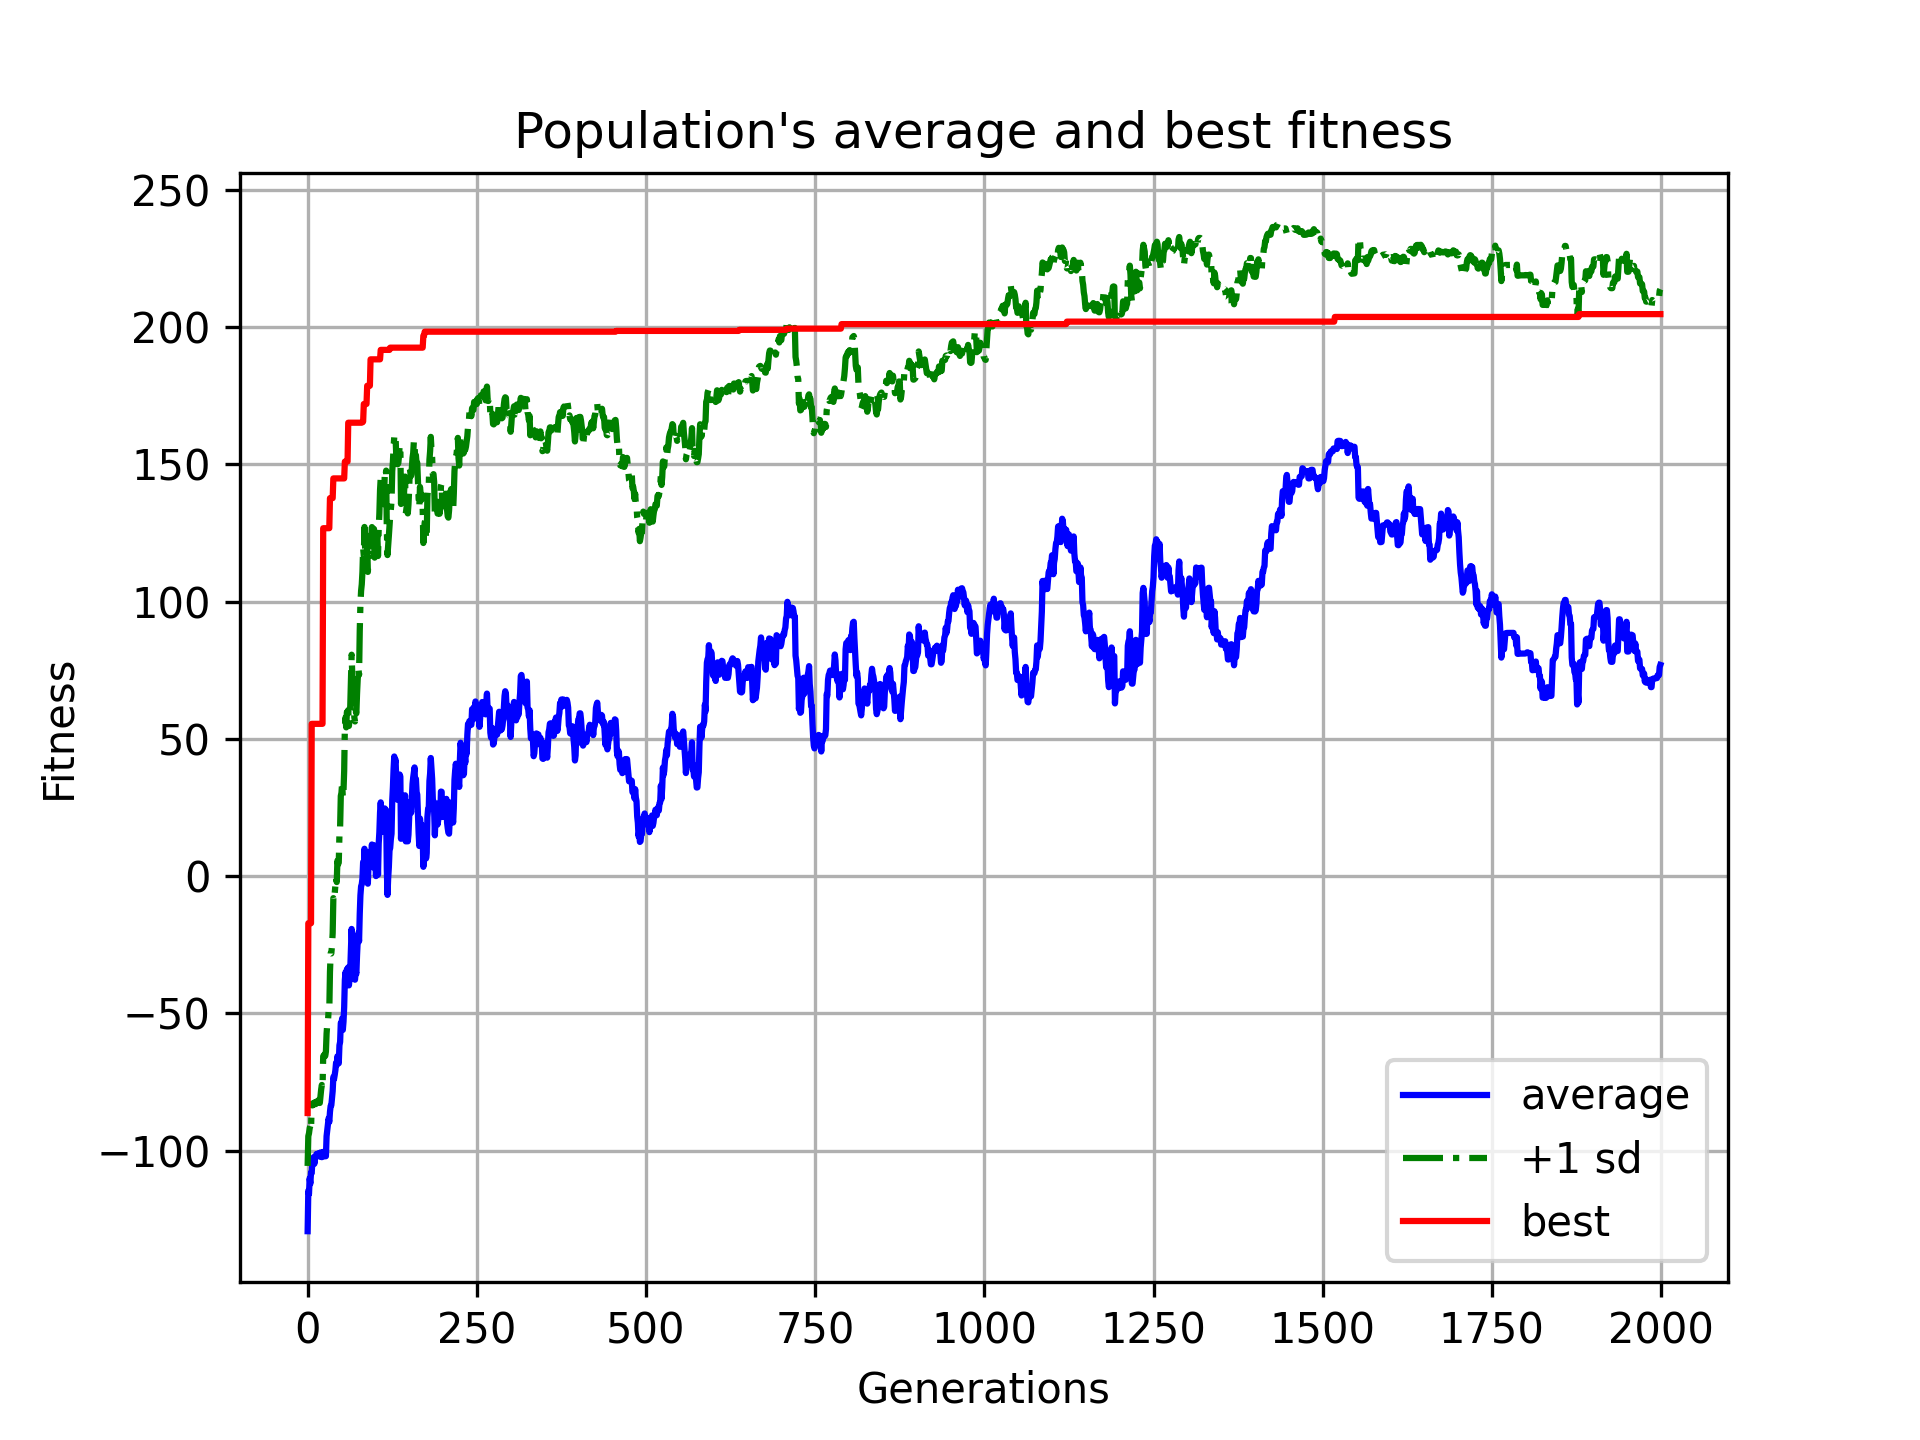 Population's average and best fitness
250
200
150
100
50
0
−50
−100
Fitness
average
+1 sd
best
0 250 500 750 1000 1250 1500 1750 2000
Generations